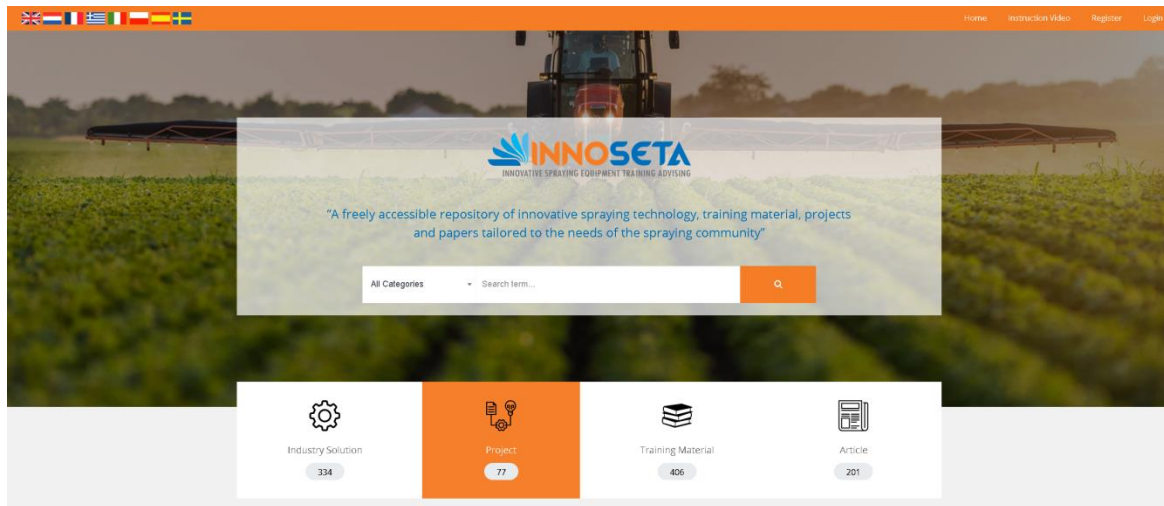 Home Instruction Video Register Login
INNOSETA
INNOVATIVE SPRAYING EQUIPMENT TRAINING ADVISING
“A freely accessible repository of innovative spraying technology, training material, projects
and papers tailored to the needs of the spraying community”
All Categories Search term...
Industry Solution Project Training Material Article
334 77 406 201